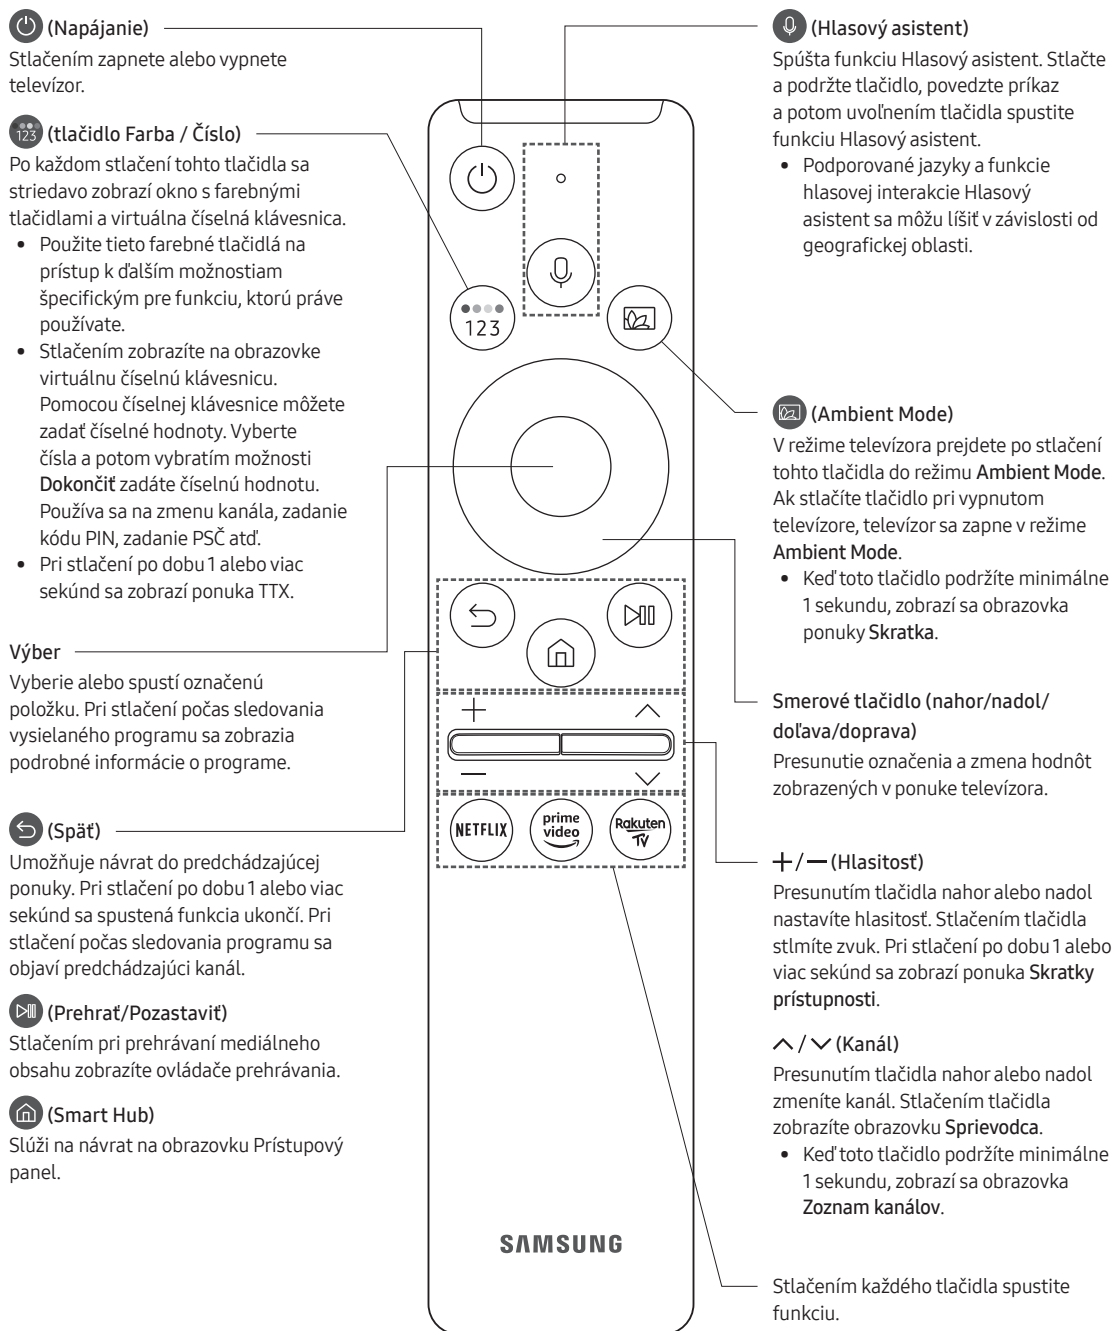 (Napájanie)
Stlačením zapnete alebo vypnete
televízor.
123 (tlačidlo Farba / Číslo)
Po každom stlačení tohto tlačidla sa
striedavo zobrazí okno s farebnými
tlačidlami a virtuálna číselná klávesnica.
• Použite tieto farebné tlačidlá na
prístup k ďalším možnostiam
špecifickým pre funkciu, ktorú práve
používate.
• Stlačením zobrazíte na obrazovke
virtuálnu číselnú klávesnicu.
Pomocou číselnej klávesnice môžete
zadať číselné hodnoty. Vyberte
čísla a potom vybratím možnosti
Dokončiť zadáte číselnú hodnotu.
Používa sa na zmenu kanála, zadanie
kódu PIN, zadanie PSČ atď.
• Pri stlačení po dobu 1 alebo viac
sekúnd sa zobrazí ponuka TTX.
Výber
Vyberie alebo spustí označenú
položku. Pri stlačení počas sledovania
vysielaného programu sa zobrazia
podrobné informácie o programe.
(Späť)
Umožňuje návrat do predchádzajúcej
ponuky. Pri stlačení po dobu 1 alebo viac
sekúnd sa spustená funkcia ukončí. Pri
stlačení počas sledovania programu sa
objaví predchádzajúci kanál.
(Prehrať/Pozastaviť)
Stlačením pri prehrávaní mediálneho
obsahu zobrazíte ovládače prehrávania.
(Smart Hub)
Slúži na návrat na obrazovku Prístupový
panel.
123
NETFLIX
prime
video
Rakuten
TV
SAMSUNG
(Hlasový asistent)
Spúšta funkciu Hlasový asistent. Stlačte
a podržte tlačidlo, povedzte príkaz
a potom uvoľnením tlačidla spustite
funkciu Hlasový asistent.
• Podporované jazyky a funkcie
hlasovej interakcie Hlasový
asistent sa môžu líšiť v závislosti od
geografickej oblasti.
(Ambient Mode)
V režime televízora prejdete po stlačení
tohto tlačidla do režimu Ambient Mode.
Ak stlačíte tlačidlo pri vypnutom
televízore, televízor sa zapne v režime
Ambient Mode.
• Keď toto tlačidlo podržíte minimálne
1 sekundu, zobrazí sa obrazovka
ponuky Skratka.
Smerové tlačidlo (nahor/nadol/
doľava/doprava)
Presunutie označenia a zmena hodnôt
zobrazených v ponuke televízora.
+/— (Hlasitosť)
Presunutím tlačidla nahor alebo nadol
nastavíte hlasitosť. Stlačením tlačidla
stlmíte zvuk. Pri stlačení po dobu 1 alebo
viac sekúnd sa zobrazí ponuka Skratky
prístupnosti.
/ (Kanál)
Presunutím tlačidla nahor alebo nadol
zmeníte kanál. Stlačením tlačidla
zobrazíte obrazovku Sprievodca.
• Keď toto tlačidlo podržíte minimálne
1 sekundu, zobrazí sa obrazovka
Zoznam kanálov.
Stlačením každého tlačidla spustite
funkciu.